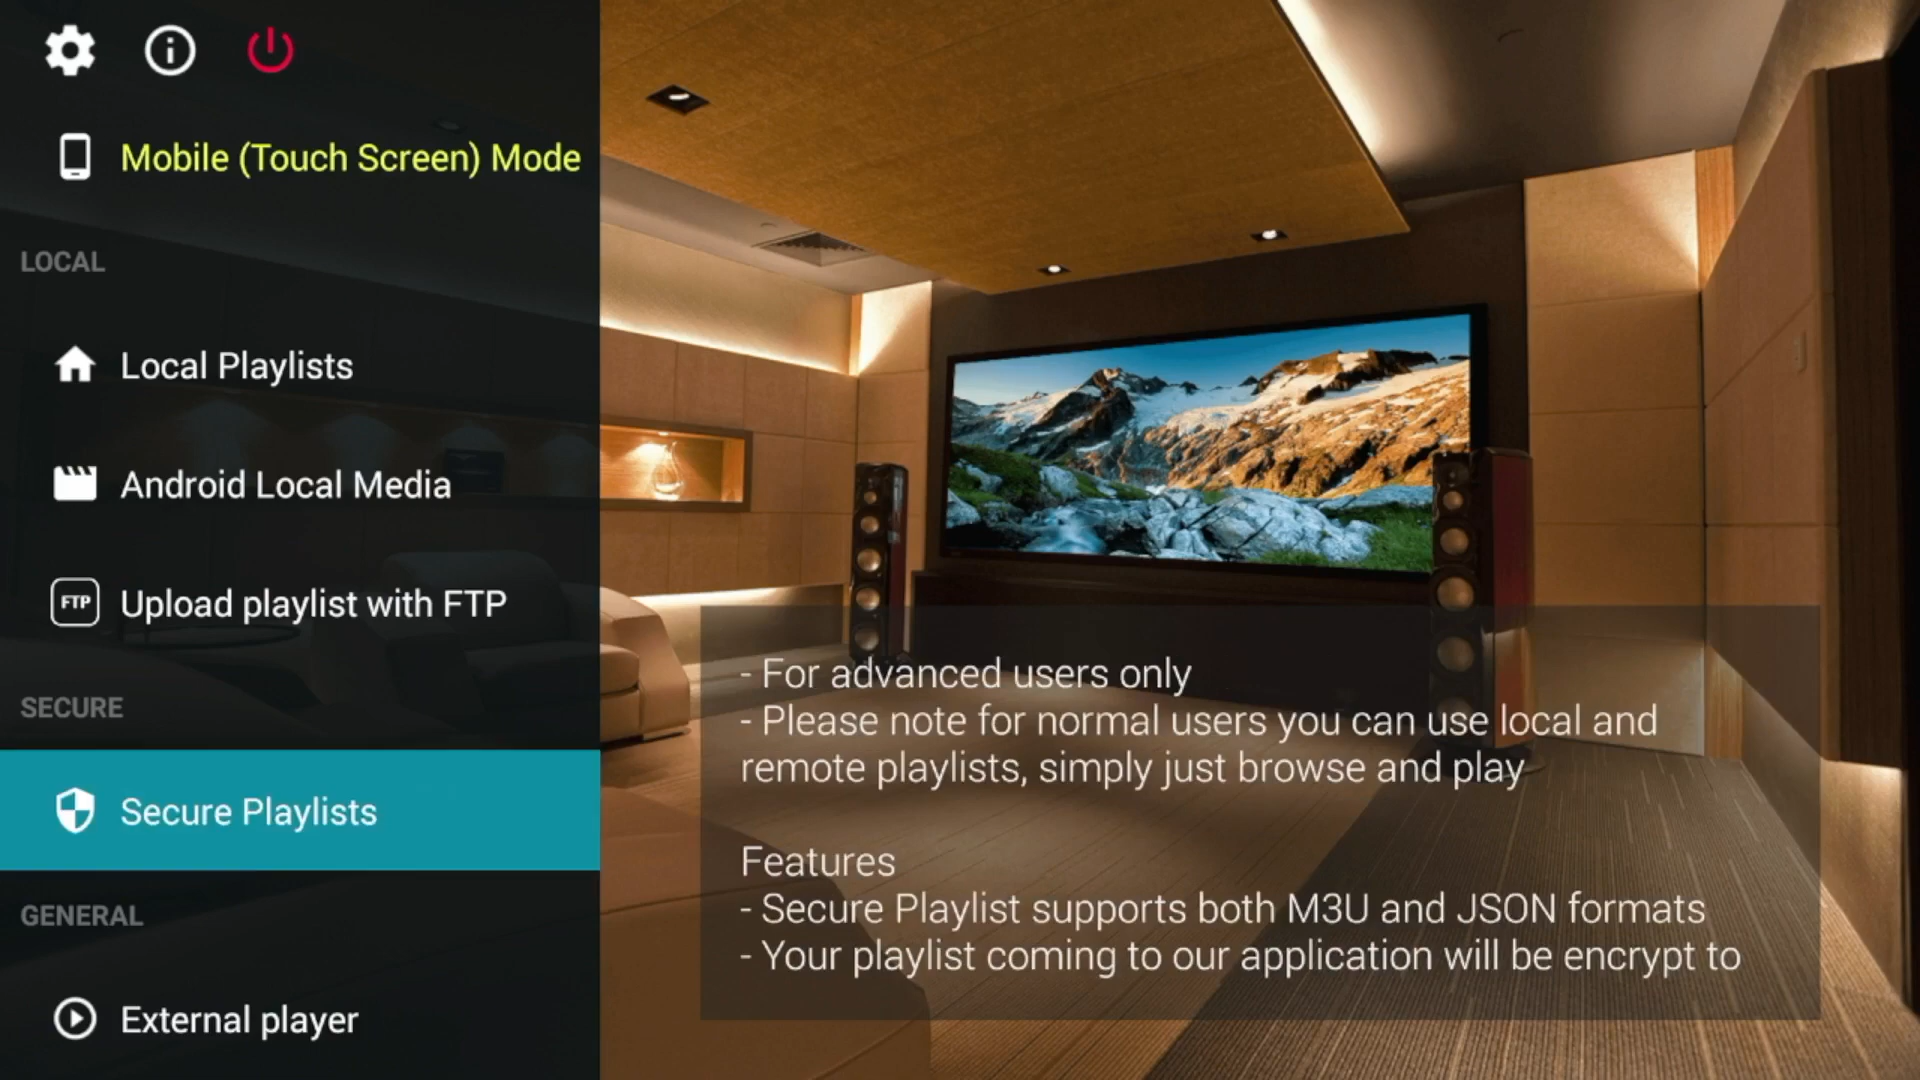 Mobile (Touch Screen) Mode
LOCAL
Local Playlists
Android Local Media
FTP
Upload playlist with FTP
SECURE
Secure Playlists
GENERAL
External player
- For advanced users only
- Please note for normal users you can use local and
remote playlists, simply just browse and play
Features
- Secure Playlist supports both M3U and JSON formats
- Your playlist coming to our application will be encrypt to